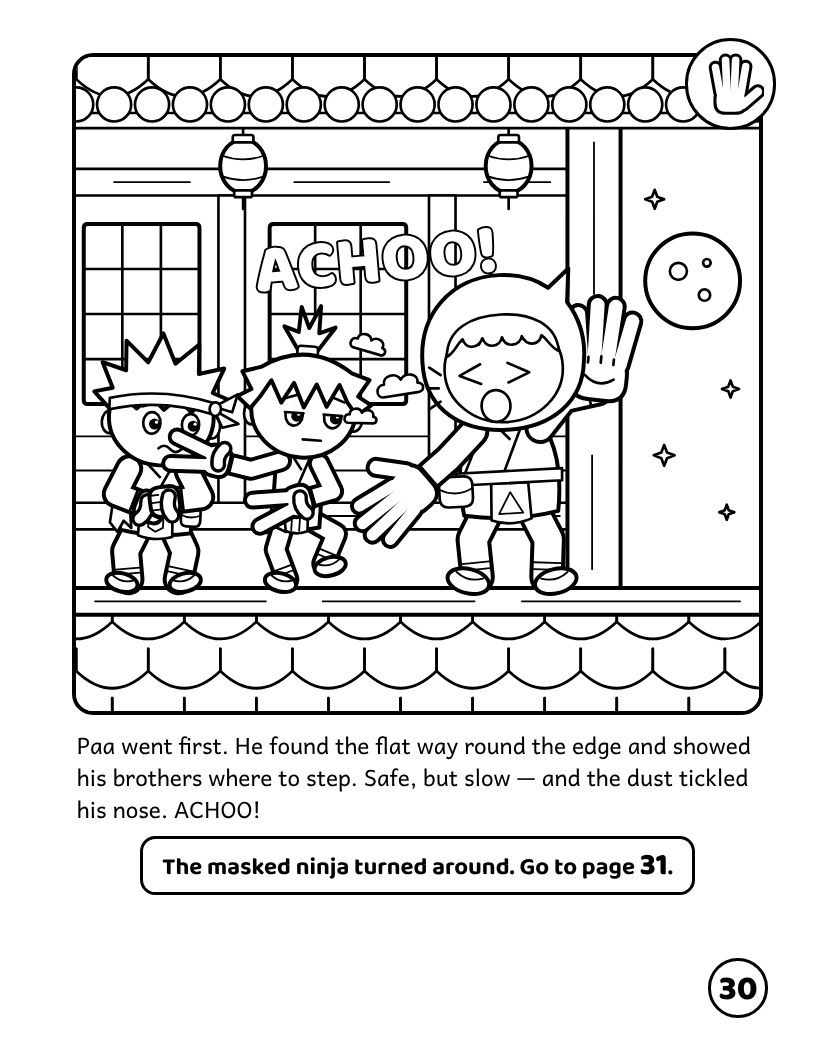 ACHOO!
Paa went first. He found the flat way round the edge and showed
his brothers where to step. Safe, but slow — and the dust tickled
his nose. ACHOO!
The masked ninja turned around. Go to page 31.
30